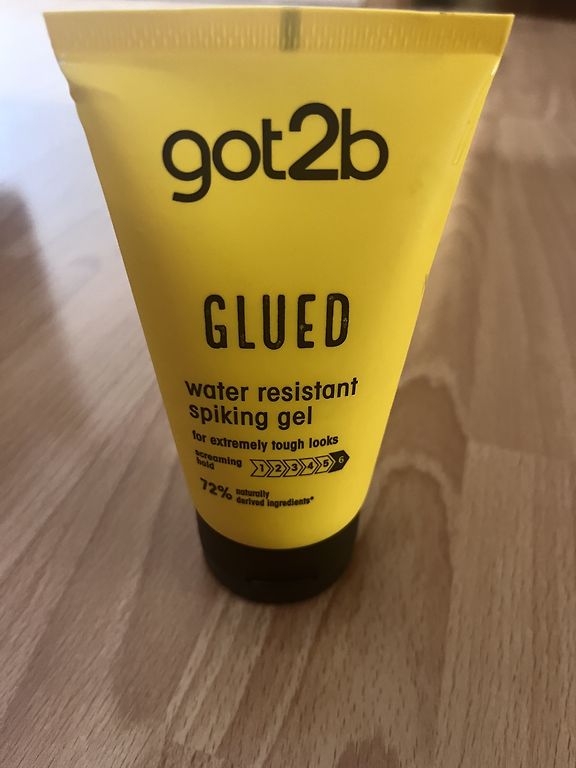 got2b
GLUED
water resistant
spiking gel
for extremely tough looks
screaming
hold
1 2 3 4 5 6
72% naturally
derived ingredients*